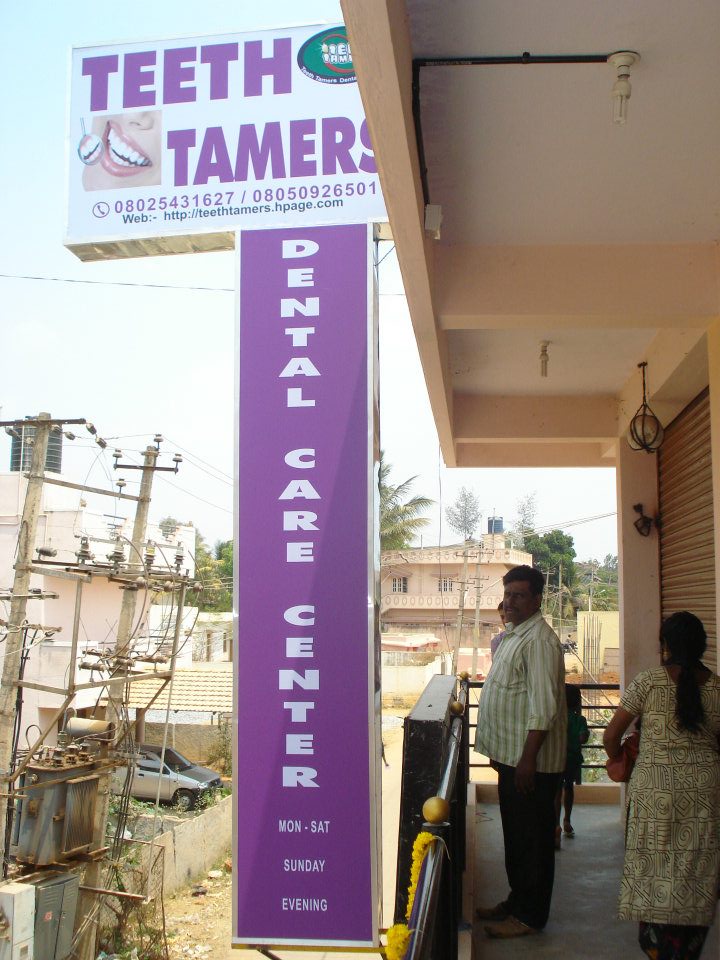 TEETH
TAMERS
08025431627 / 08050926501
Web:- http://teethtamers.hpage.com
DENTAL CARE CENTER
MON - SAT
SUNDAY
EVENING